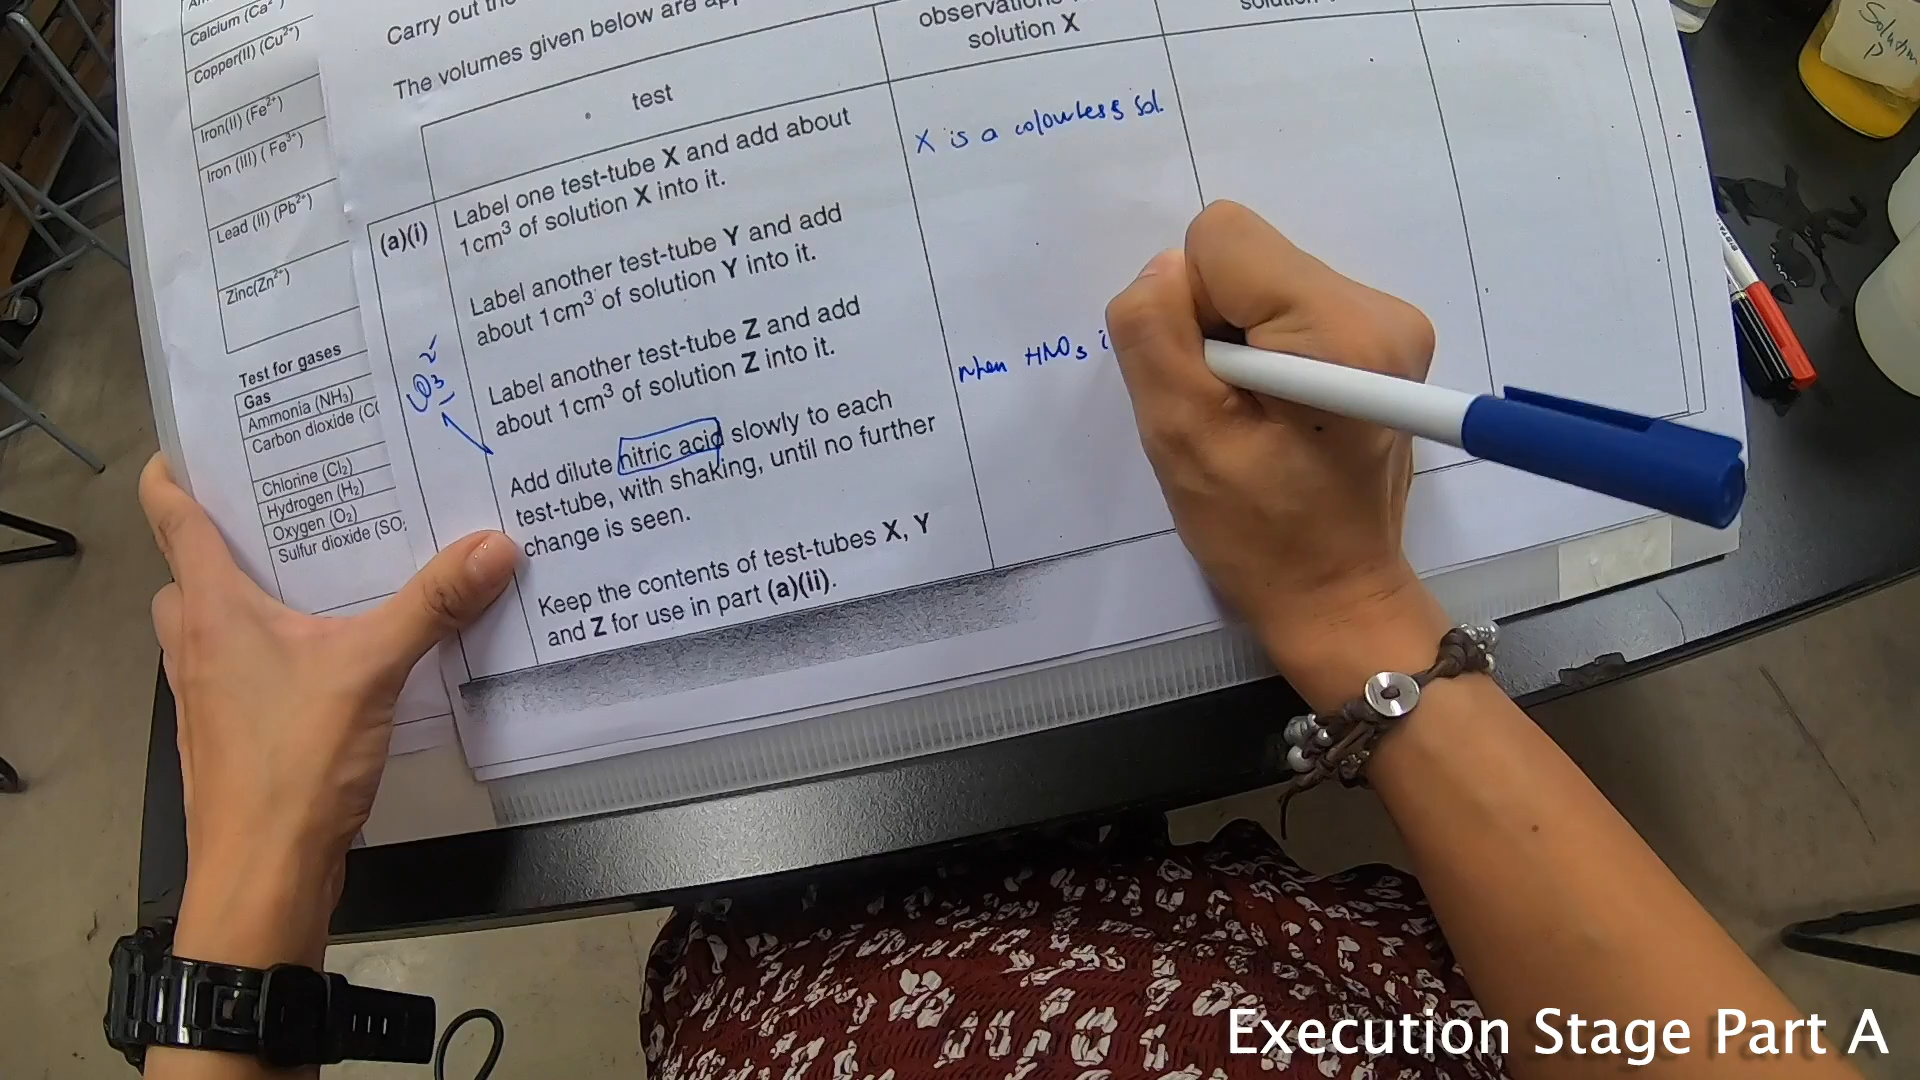 Calcium (Ca
Copper(II) (Cu²⁺)
Iron(II) (Fe²⁺)
Iron (III) ( Fe³⁺)
Lead (II) (Pb²⁺)
Zinc(Zn²⁺)
Test for gases
Gas
Ammonia (NH₃)
Carbon dioxide (C
Chlorine (Cl₂)
Hydrogen (H₂)
Oxygen (O₂)
Sulfur dioxide (SO
Carry out
The volumes given below are
test
observations
solution X
(a)(i)
Label one test-tube X and add about
1 cm³ of solution X into it.
Label another test-tube Y and add
about 1 cm³ of solution Y into it.
Label another test-tube Z and add
about 1 cm³ of solution Z into it.
Add dilute nitric acid slowly to each
test-tube, with shaking, until no further
change is seen.
Keep the contents of test-tubes X, Y
and Z for use in part (a)(ii).
X is a colourless sol.
when HNO₃ i
Solution
P
Execution Stage Part A